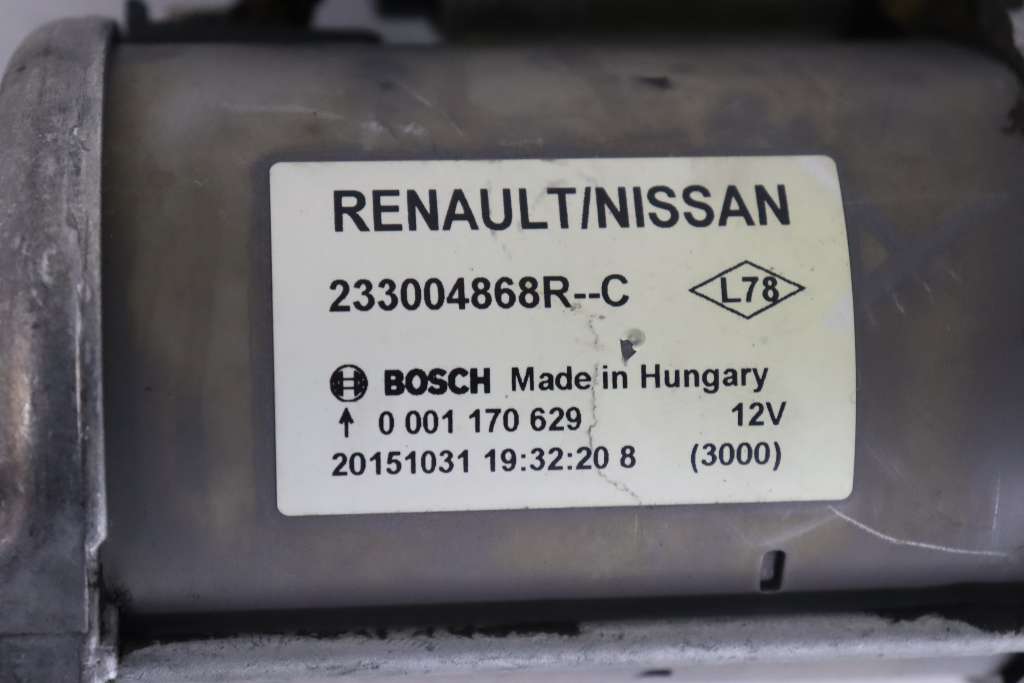 RENAULT/NISSAN
233004868R--C L78
BOSCH Made in Hungary
0 001 170 629 12V
20151031 19:32:20 8 (3000)